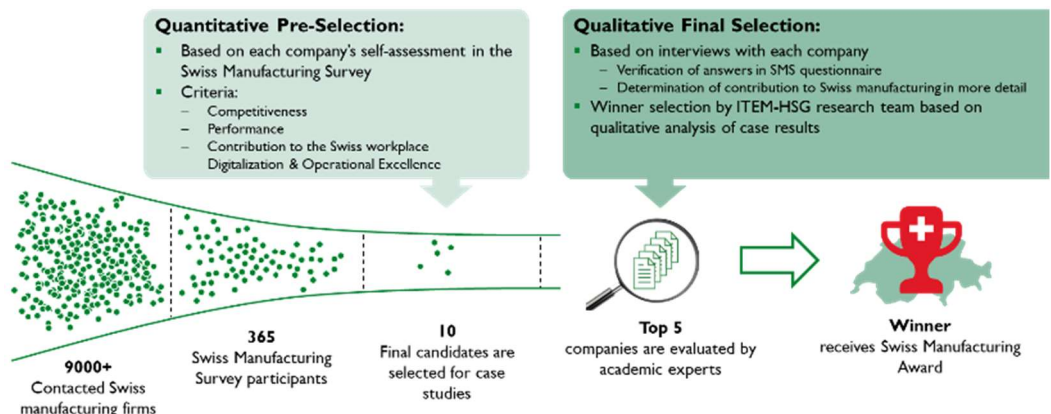 Quantitative Pre-Selection:
▪ Based on each company's self-assessment in the
Swiss Manufacturing Survey
▪ Criteria:
– Competitiveness
– Performance
– Contribution to the Swiss workplace
Digitalization & Operational Excellence
Qualitative Final Selection:
▪ Based on interviews with each company
– Verification of answers in SMS questionnaire
– Determination of contribution to Swiss manufacturing in more detail
▪ Winner selection by ITEM-HSG research team based on
qualitative analysis of case results
9000+
Contacted Swiss
manufacturing firms
365
Swiss Manufacturing
Survey participants
10
Final candidates are
selected for case
studies
Top 5
companies are evaluated by
academic experts
Winner
receives Swiss Manufacturing
Award